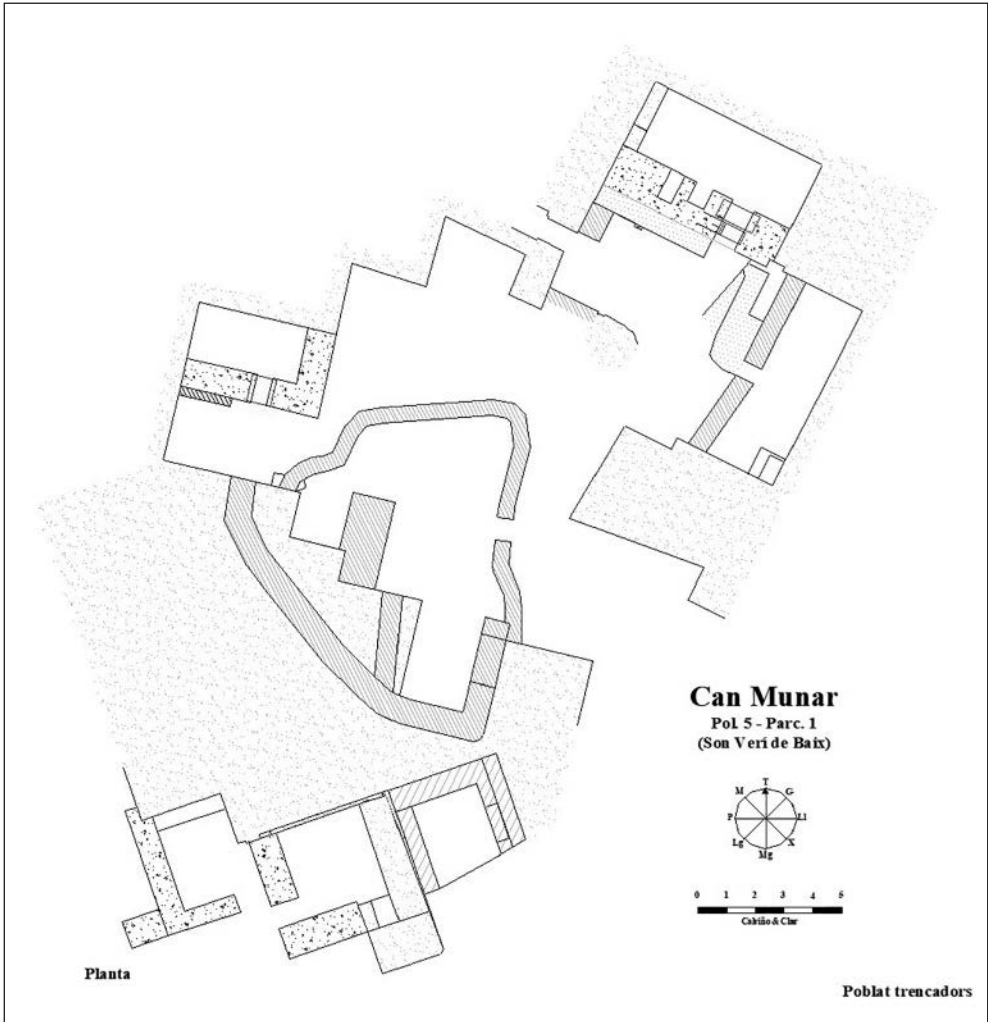 Can Munar
Pol. 5 - Parc. 1
(Son Verí de Baix)
T
M G
P Ll
Lg X
Mg
0 1 2 3 4 5
Calriño & Clar
Planta
Poblat trencadors